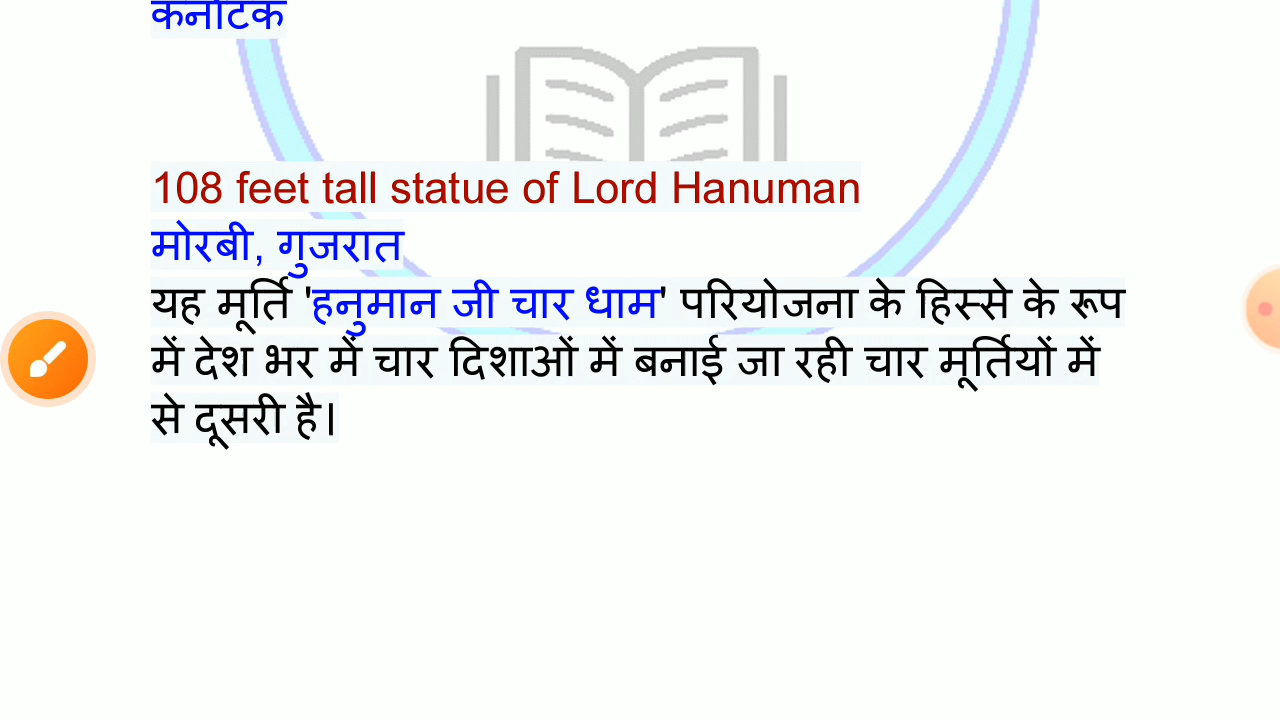 कर्नाटक
108 feet tall statue of Lord Hanuman
मोरबी, गुजरात
यह मूर्ति 'हनुमान जी चार धाम' परियोजना के हिस्से के रूप
में देश भर में चार दिशाओं में बनाई जा रही चार मूर्तियों में
से दूसरी है।